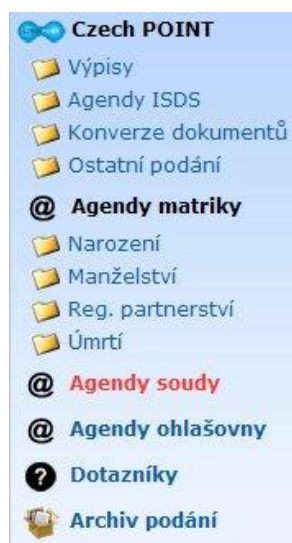 Czech POINT
Výpisy
Agendy ISDS
Konverze dokumentů
Ostatní podání
@ Agendy matriky
Narození
Manželství
Reg. partnerství
Úmrtí
@ Agendy soudy
@ Agendy ohlašovny
? Dotazníky
Archiv podání